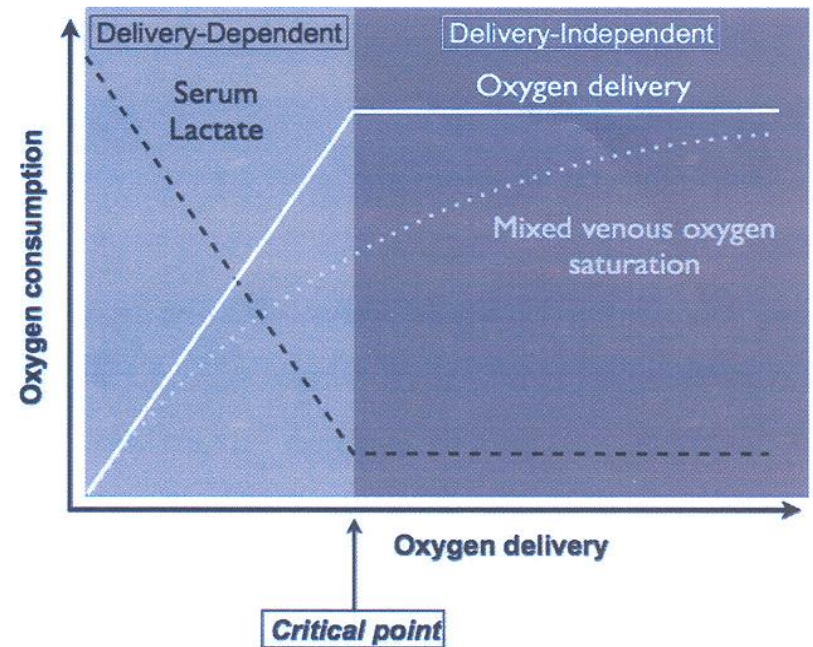 Delivery-Dependent
Delivery-Independent
Serum
Lactate
Oxygen delivery
Mixed venous oxygen
saturation
Oxygen consumption
Oxygen delivery
Critical point